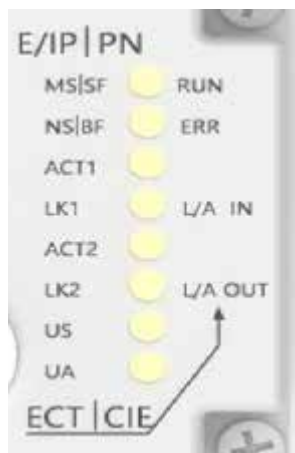 E/IP|PN
MS|SF RUN
NS|BF ERR
ACT1
LK1 L/A IN
ACT2
LK2 L/A OUT
US
UA
ECT|CIE